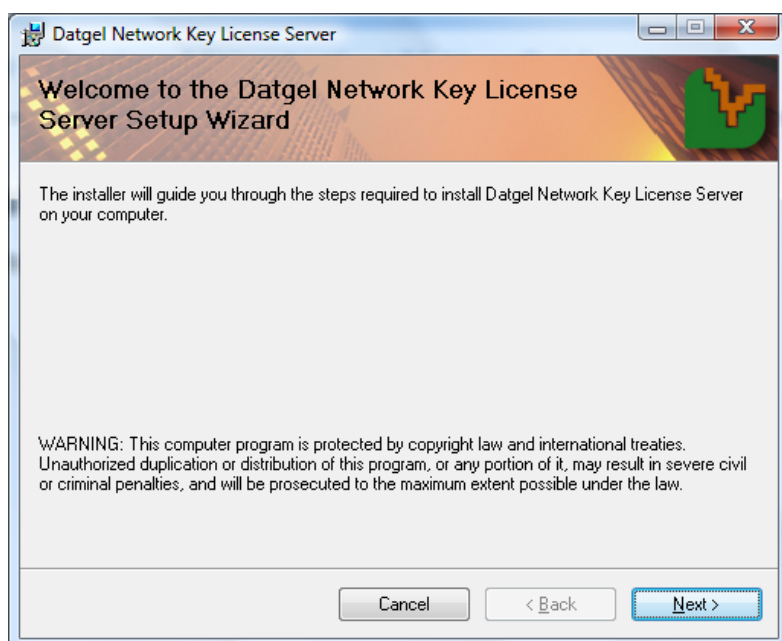 Datgel Network Key License Server
Welcome to the Datgel Network Key License
Server Setup Wizard
The installer will guide you through the steps required to install Datgel Network Key License Server
on your computer.
WARNING: This computer program is protected by copyright law and international treaties.
Unauthorized duplication or distribution of this program, or any portion of it, may result in severe civil
or criminal penalties, and will be prosecuted to the maximum extent possible under the law.
Cancel
< Back
Next >